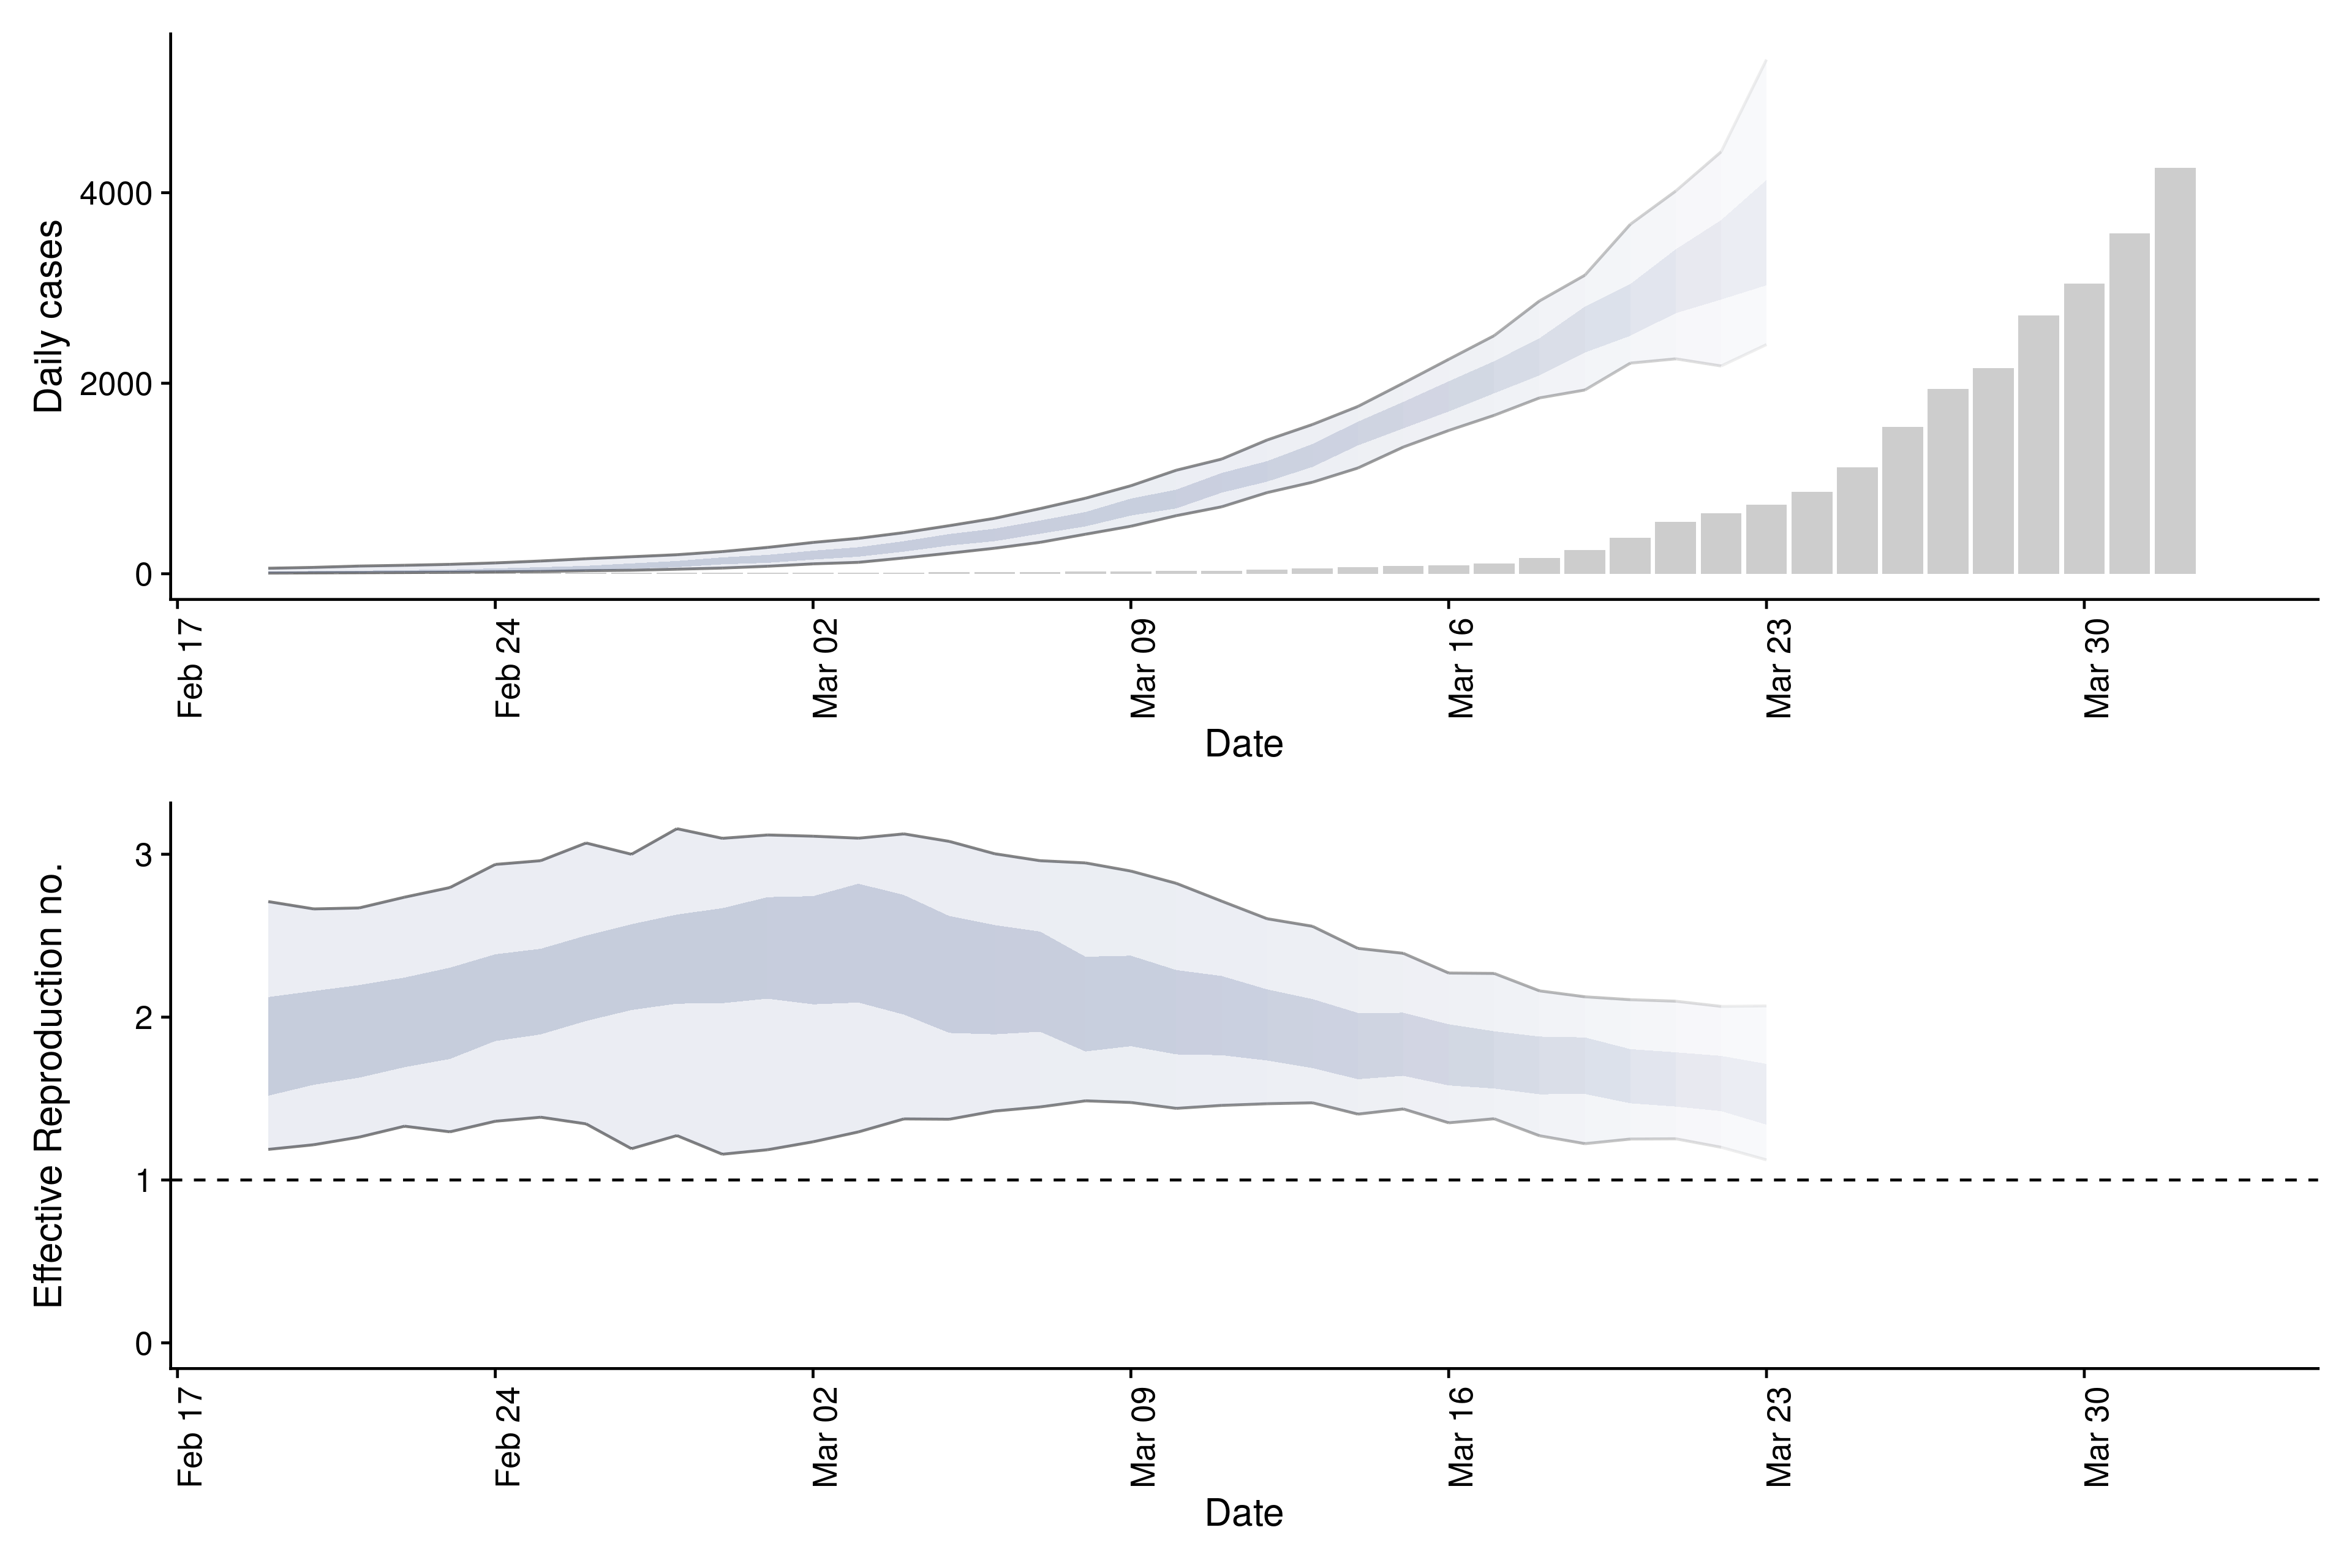 Daily cases
4000
2000
0
Feb 17
Feb 24
Mar 02
Mar 09
Mar 16
Mar 23
Mar 30
Date
Effective Reproduction no.
3
2
1
0
Feb 17
Feb 24
Mar 02
Mar 09
Mar 16
Mar 23
Mar 30
Date